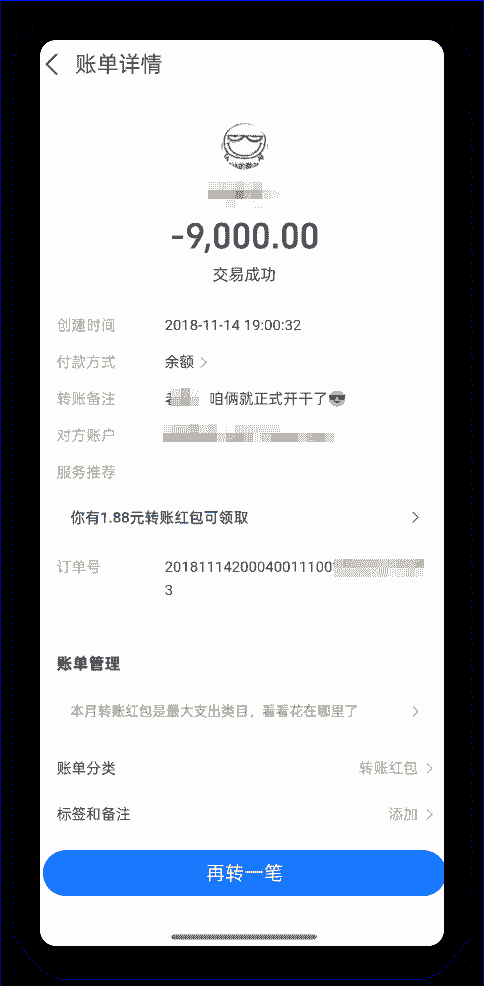 账单详情
-9,000.00
交易成功
创建时间 2018-11-14 19:00:32
付款方式 余额
转账备注 咱俩就正式开干了😎
对方账户
服务推荐
你有1.88元转账红包可领取
订单号 20181114200040011100
3
账单管理
本月转账红包是最大支出类目，看看花在哪里了
账单分类 转账红包
标签和备注 添加
再转一笔